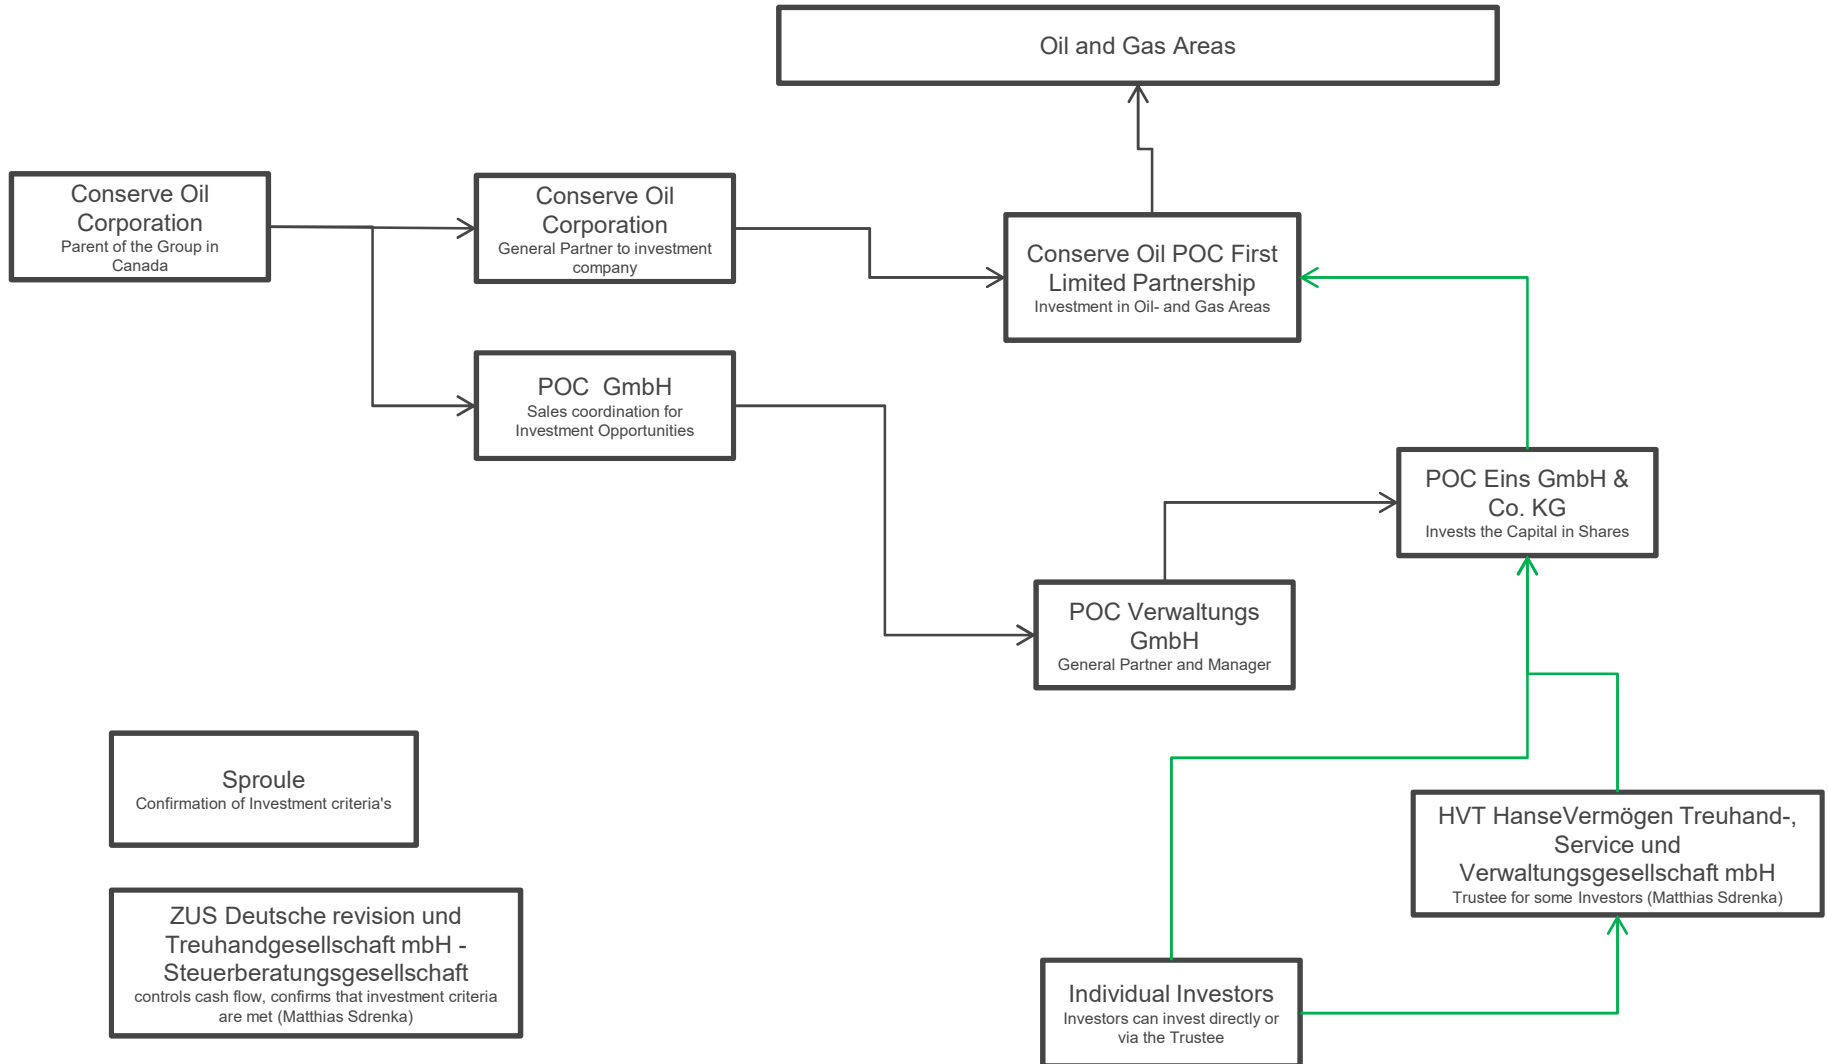 Oil and Gas Areas
Conserve Oil
Corporation
Parent of the Group in
Canada
Conserve Oil
Corporation
General Partner to investment
company
Conserve Oil POC First
Limited Partnership
Investment in Oil- and Gas Areas
POC  GmbH
Sales coordination for
Investment Opportunities
POC Eins GmbH &
Co. KG
Invests the Capital in Shares
POC Verwaltungs
GmbH
General Partner and Manager
Sproule
Confirmation of Investment criteria's
HVT HanseVermögen Treuhand-,
Service und
Verwaltungsgesellschaft mbH
Trustee for some Investors (Matthias Sdrenka)
ZUS Deutsche revision und
Treuhandgesellschaft mbH -
Steuerberatungsgesellschaft
controls cash flow, confirms that investment criteria
are met (Matthias Sdrenka)
Individual Investors
Investors can invest directly or
via the Trustee